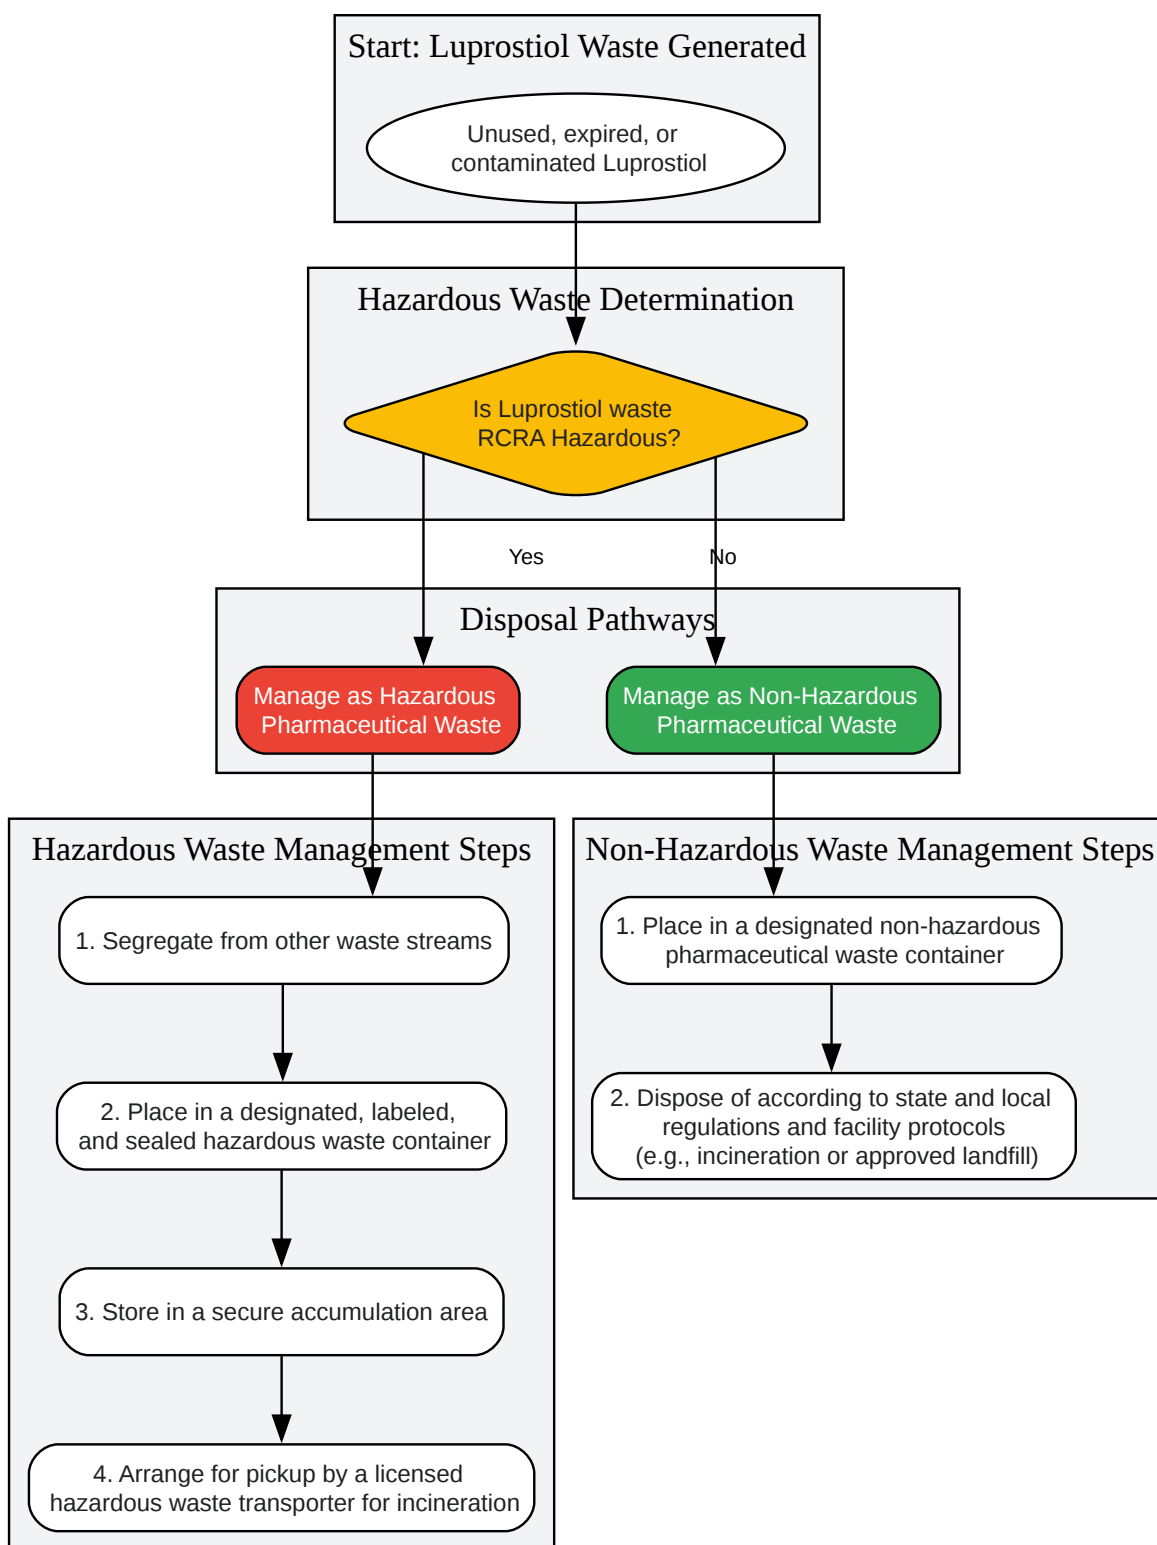 Start: Luprostiol Waste Generated
Unused, expired, or
contaminated Luprostiol
Hazardous Waste Determination
Is Luprostiol waste
RCRA Hazardous?
Yes
No
Disposal Pathways
Manage as Hazardous
Pharmaceutical Waste
Manage as Non-Hazardous
Pharmaceutical Waste
Hazardous Waste Management Steps
1. Segregate from other waste streams
2. Place in a designated, labeled,
and sealed hazardous waste container
3. Store in a secure accumulation area
4. Arrange for pickup by a licensed
hazardous waste transporter for incineration
Non-Hazardous Waste Management Steps
1. Place in a designated non-hazardous
pharmaceutical waste container
2. Dispose of according to state and local
regulations and facility protocols
(e.g., incineration or approved landfill)